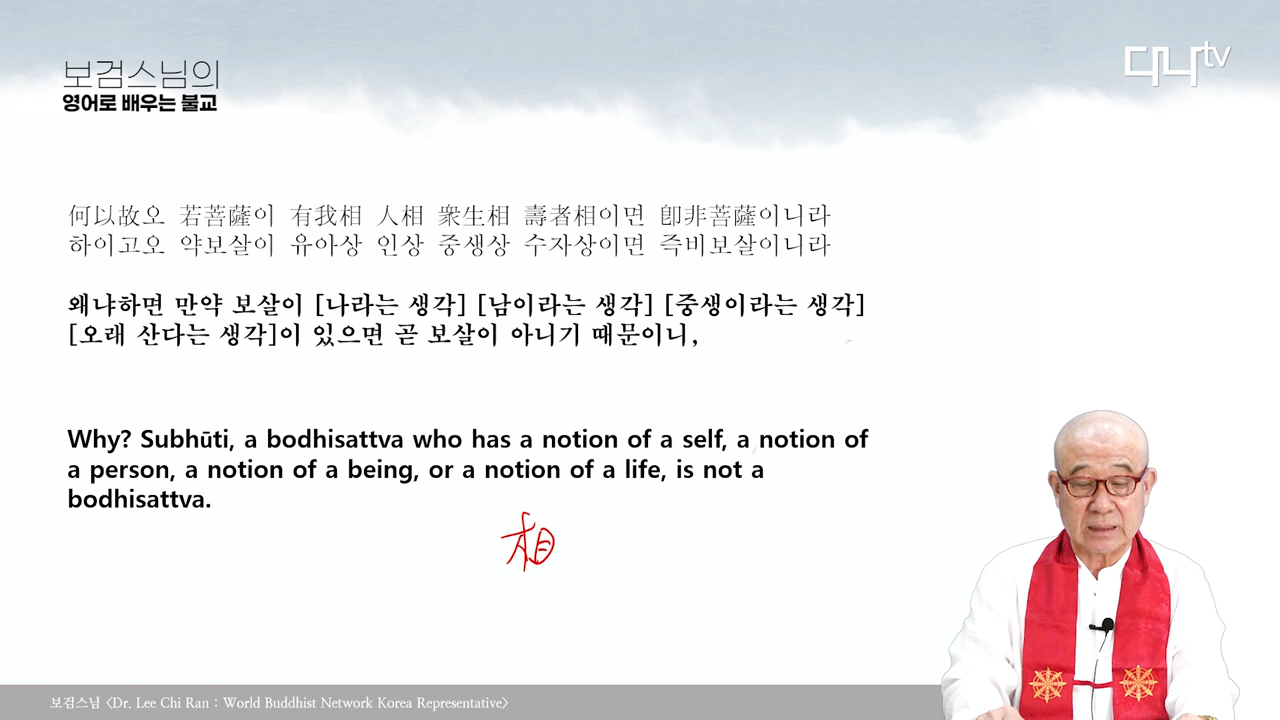 보검스님의
영어로 배우는 불교
다나tv
何以故오 若菩薩이 有我相 人相 衆生相 壽者相이면 卽非菩薩이니라
하이고오 약보살이 유아상 인상 중생상 수자상이면 즉비보살이니라
왜냐하면 만약 보살이 [나라는 생각] [남이라는 생각] [중생이라는 생각]
[오래 산다는 생각]이 있으면 곧 보살이 아니기 때문이니,
Why? Subhūti, a bodhisattva who has a notion of a self, a notion of
a person, a notion of a being, or a notion of a life, is not a
bodhisattva.
相
보검스님 <Dr. Lee Chi Ran : World Buddhist Network Korea Representative>